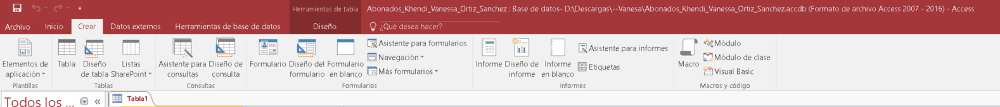 Herramientas de tabla
Abonados_Khendi_Vanessa_Ortiz_Sanchez : Base de datos- D:\Descargas\--Vanesa\Abonados_Khendi_Vanessa_Ortiz_Sanchez.accdb (Formato de archivo Access 2007 - 2016) - Access
Archivo Inicio Crear Datos externos Herramientas de base de datos Diseño ¿Qué desea hacer?
Elementos de aplicación
Plantillas
Tabla
Diseño de tabla
Listas SharePoint
Tablas
Asistente para consultas
Diseño de consulta
Consultas
Formulario
Diseño del formulario
Formulario en blanco
Asistente para formularios
Navegación
Más formularios
Formularios
Informe
Diseño de informe
Informe en blanco
Asistente para informes
Etiquetas
Informes
Macro
Módulo
Módulo de clase
Visual Basic
Macros y código
Todos los ...
Tabla1